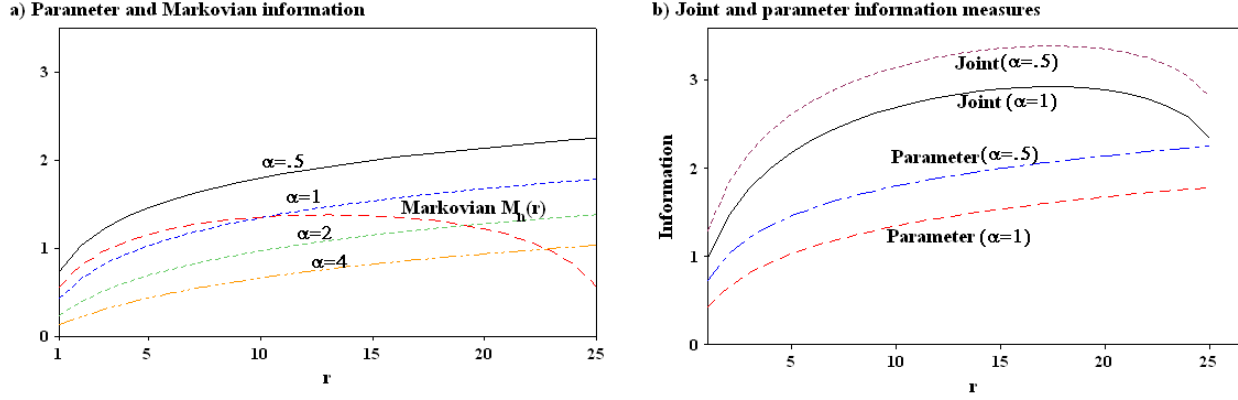 a) Parameter and Markovian information
3
2
1
0
α=.5
α=1
Markovian M_n(r)
α=2
α=4
1
5
10
15
20
25
r
b) Joint and parameter information measures
Information
3
2
1
0
Joint(α=.5)
Joint (α=1)
Parameter (α=.5)
Parameter (α=1)
5
10
15
20
25
r